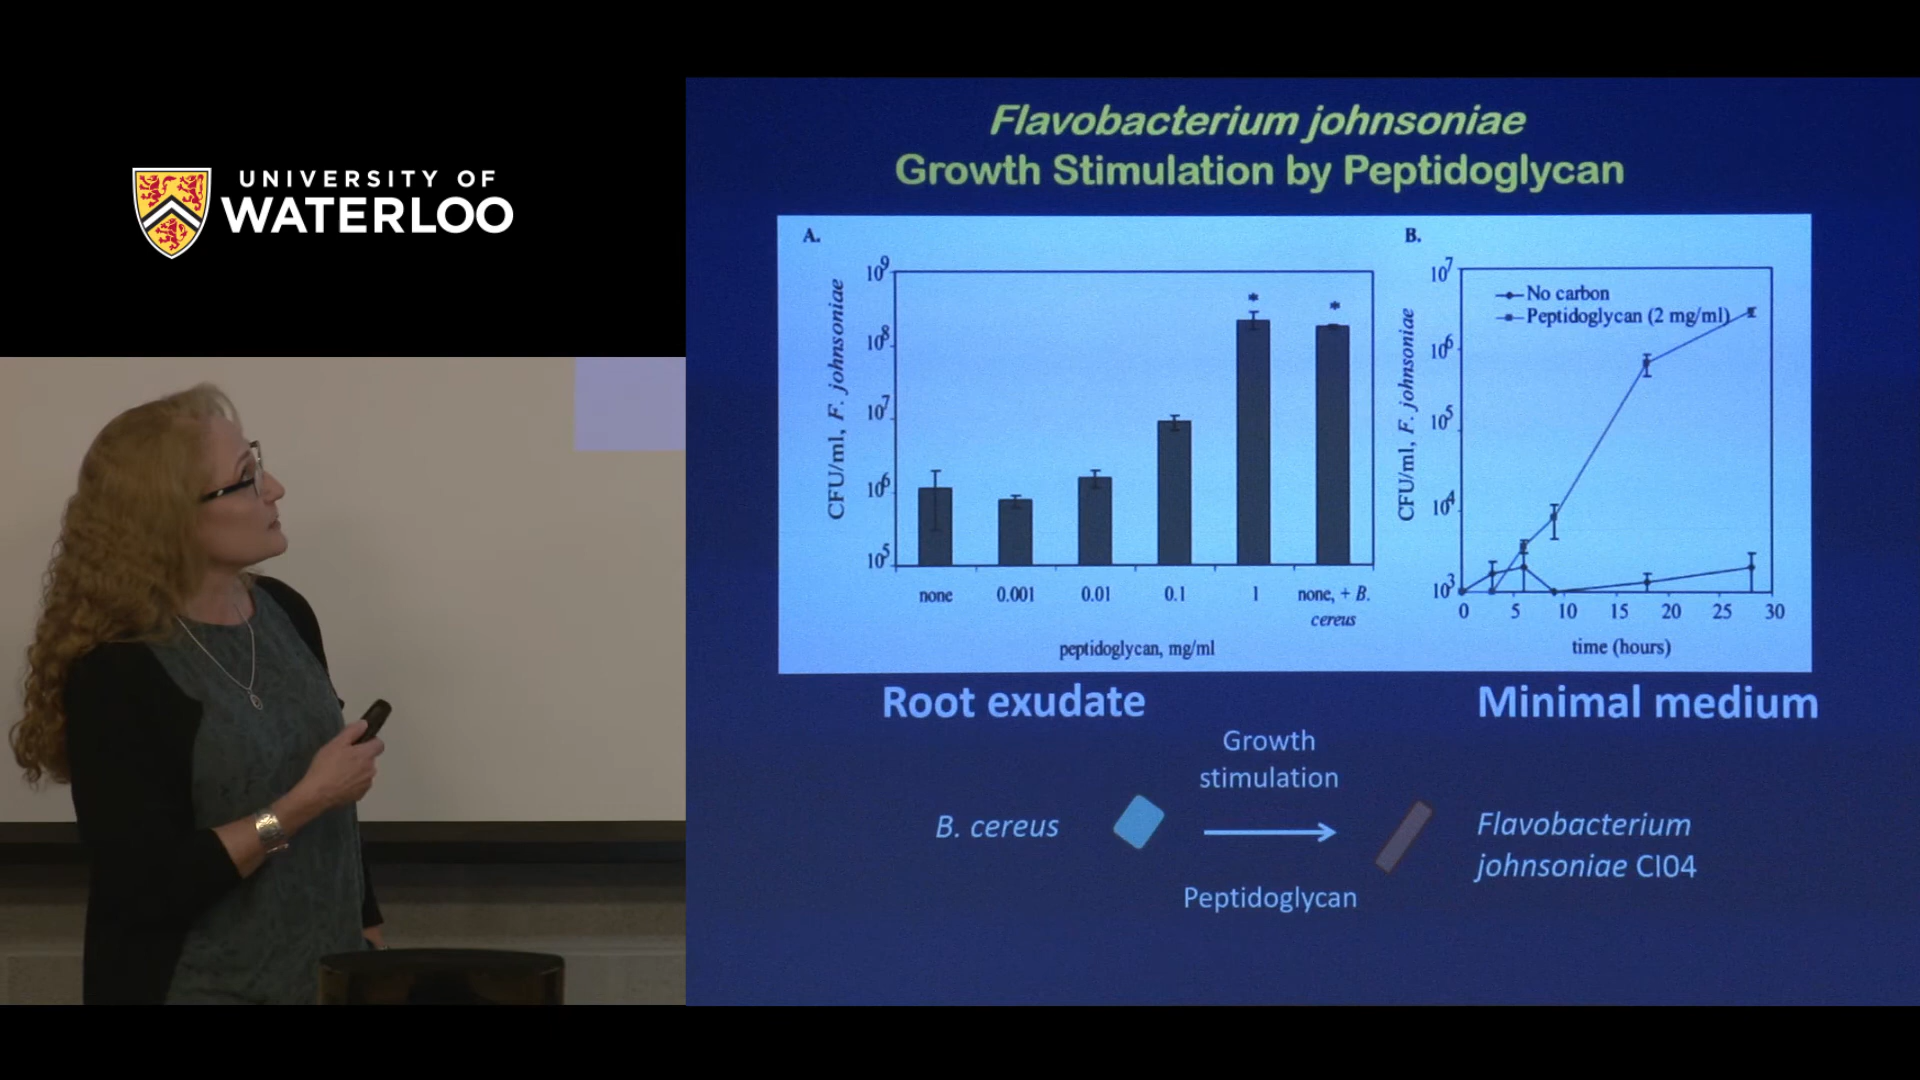 UNIVERSITY OF
WATERLOO
Flavobacterium johnsoniae
Growth Stimulation by Peptidoglycan
A.
CFU/ml, F. johnsoniae
10⁹
10⁸
10⁷
10⁶
10⁵
*
*
none
0.001
0.01
0.1
1
none, + B.
cereus
peptidoglycan, mg/ml
B.
CFU/ml, F. johnsoniae
10⁷
10⁶
10⁵
10⁴
10³
No carbon
Peptidoglycan (2 mg/ml)
0 5 10 15 20 25 30
time (hours)
Root exudate
Minimal medium
Growth
stimulation
B. cereus
Flavobacterium
johnsoniae CI04
Peptidoglycan